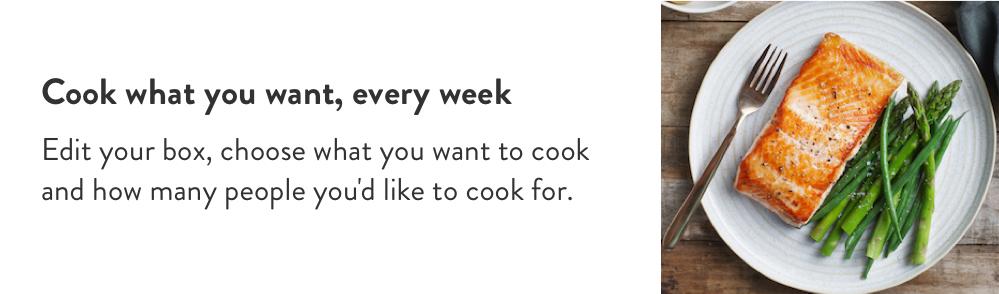 Cook what you want, every week
Edit your box, choose what you want to cook
and how many people you'd like to cook for.